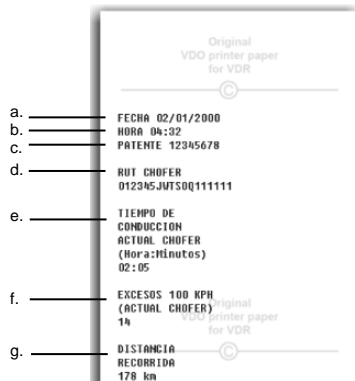 Original
VDO printer paper
for VDR
©
a.
FECHA 02/01/2000
b.
HORA 04:32
c.
PATENTE 12345678
d.
RUT CHOFER
012345JWTS0Q111111
e.
TIEMPO DE
CONDUCCION
ACTUAL CHOFER
(Hora:Minutos)
02:05
f.
EXCESOS 100 KPH
(ACTUAL CHOFER)
14
Original
VDO printer paper
for VDR
©
g.
DISTANCIA
RECORRIDA
178 km